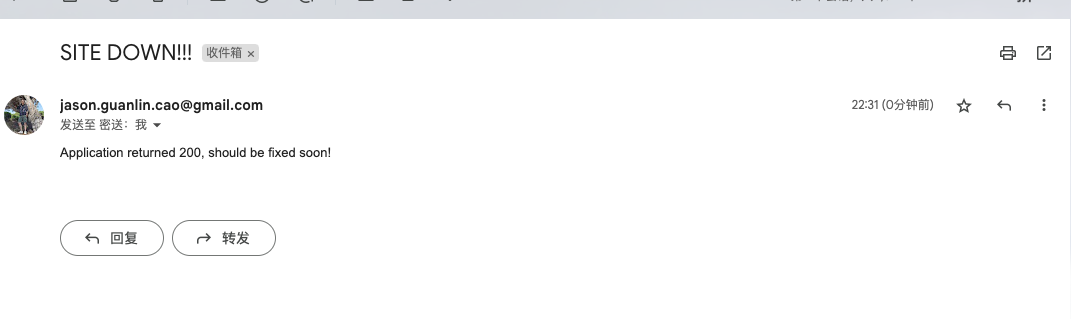 SITE DOWN!!! 收件箱 ×
jason.guanlin.cao@gmail.com 22:31 (0分钟前)
发送至 密送：我
Application returned 200, should be fixed soon!
回复 转发